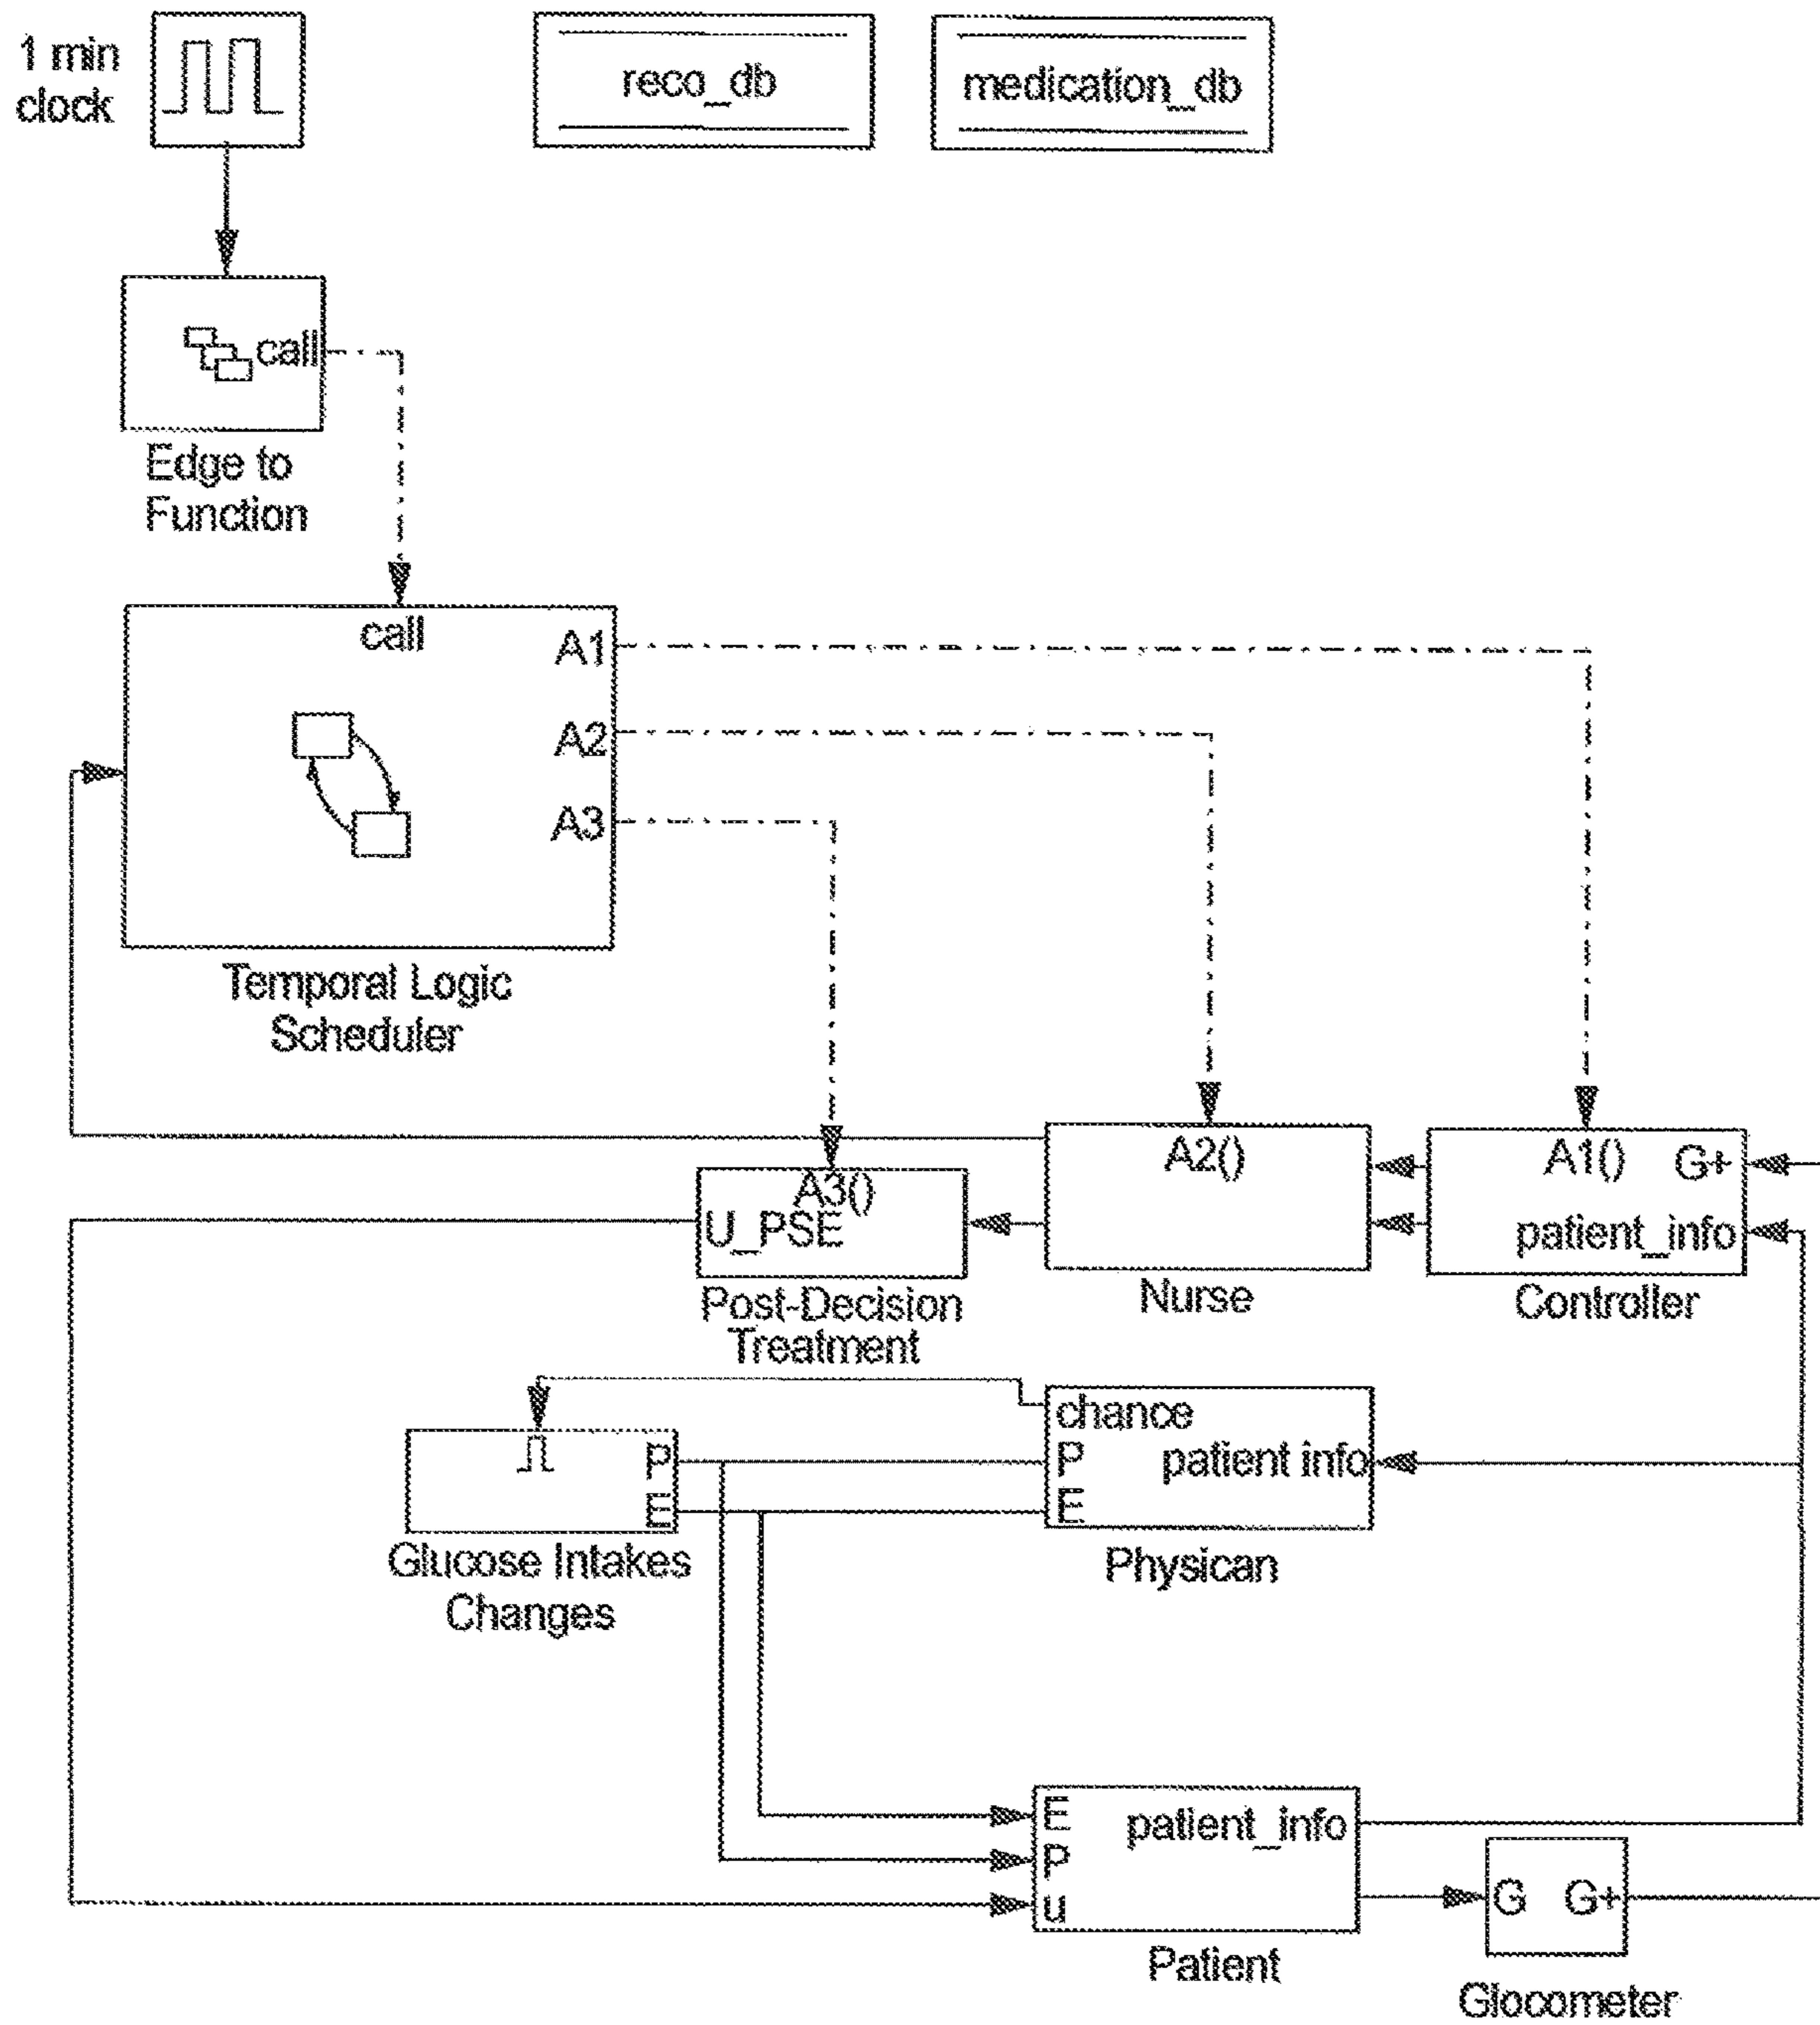 1 min
clock
reco_db
medication_db
call
Edge to
Function
call
A1
A2
A3
Temporal Logic
Scheduler
A3()
U_PSE
Post-Decision
Treatment
A2()
Nurse
A1()
G+
patient_info
Controller
P
E
Glucose Intakes
Changes
chance
P
patient info
E
Physican
E
patient_info
P
u
Patient
G
G+
Glocometer